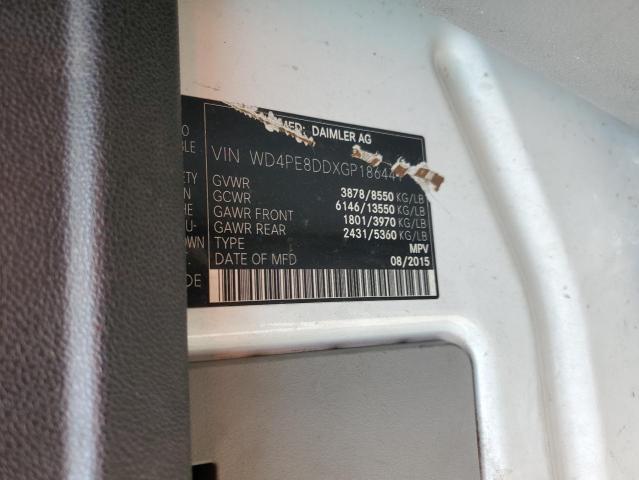 MFD: DAIMLER AG
VIN WD4PE8DDXGP18644
GVWR 3878/8550 KG/LB
GCWR 6146/13550 KG/LB
GAWR FRONT 1801/3970 KG/LB
GAWR REAR 2431/5360 KG/LB
TYPE MPV
DATE OF MFD 08/2015